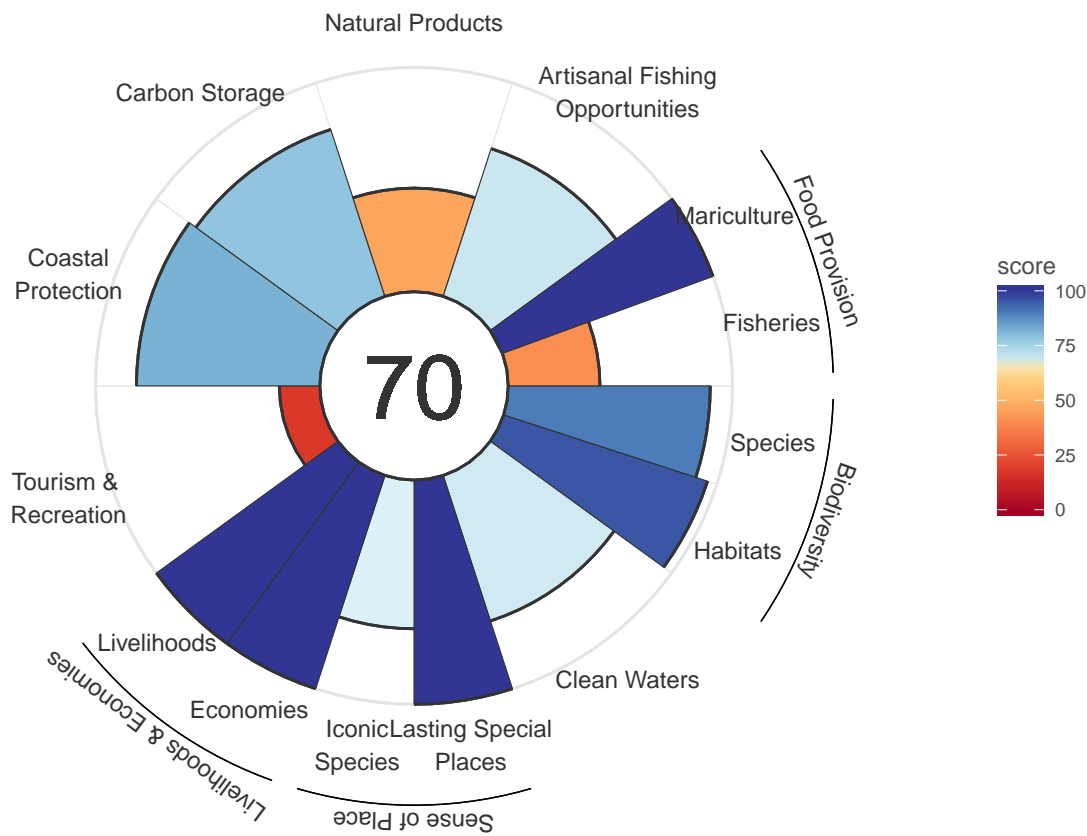 Natural Products
Artisanal Fishing
Opportunities
Carbon Storage
Food Provision
Mariculture
Coastal
Protection
Fisheries
score
100
75
50
25
0
70
Species
Biodiversity
Habitats
Tourism &
Recreation
Livelihoods
Clean Waters
Economies
Livelihoods & Economies
Iconic
Species
Lasting Special
Places
Sense of Place